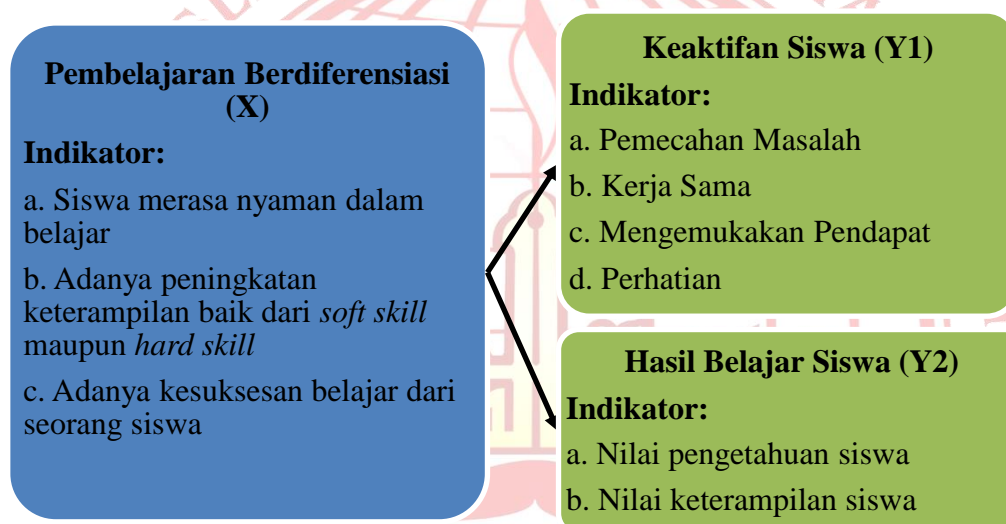 Pembelajaran Berdiferensiasi
(X)
Indikator:
a. Siswa merasa nyaman dalam
belajar
b. Adanya peningkatan
keterampilan baik dari soft skill
maupun hard skill
c. Adanya kesuksesan belajar dari
seorang siswa
Keaktifan Siswa (Y1)
Indikator:
a. Pemecahan Masalah
b. Kerja Sama
c. Mengemukakan Pendapat
d. Perhatian
Hasil Belajar Siswa (Y2)
Indikator:
a. Nilai pengetahuan siswa
b. Nilai keterampilan siswa